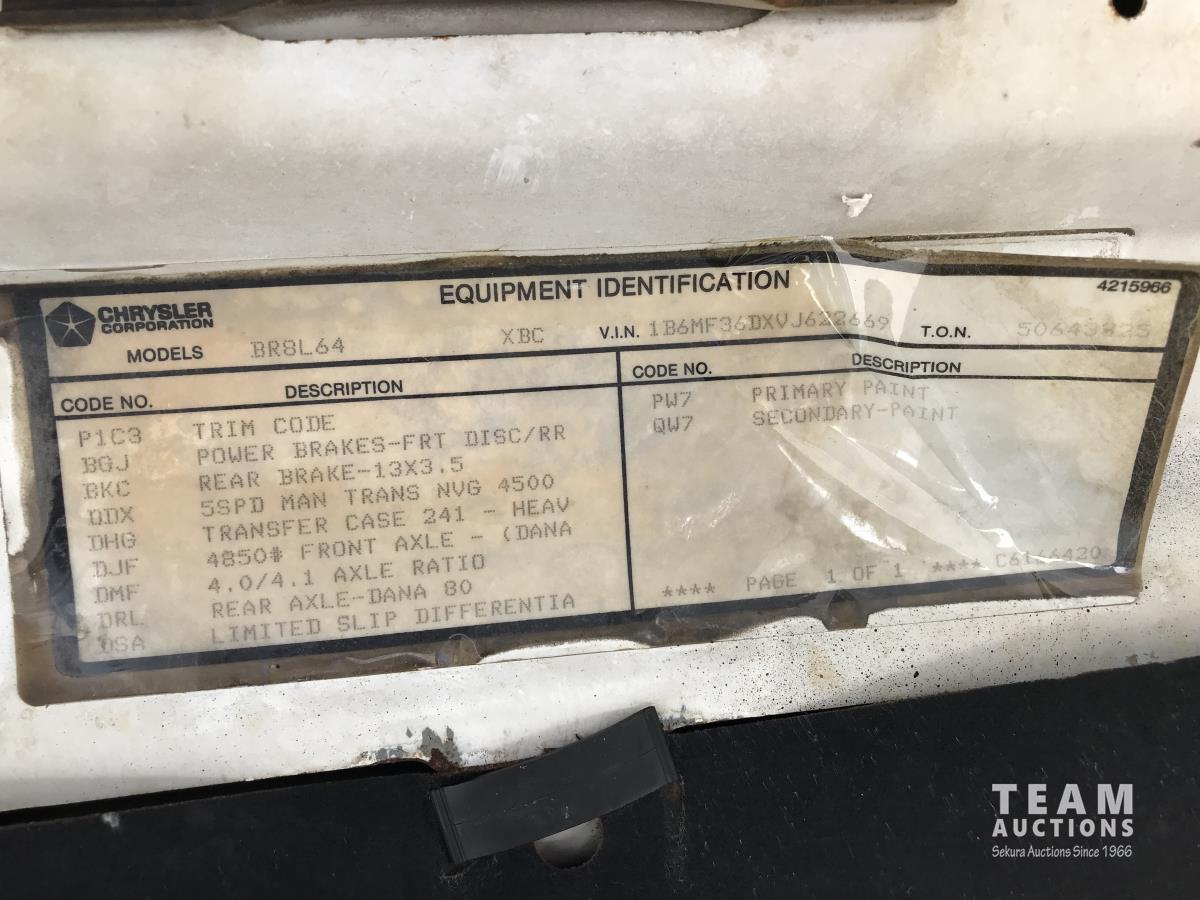 CHRYSLER
CORPORATION
EQUIPMENT IDENTIFICATION
4215966
MODELS BR8L64 XBC V.I.N. 1B6MF36DXVJ622669 T.O.N. 50643825
CODE NO. DESCRIPTION
P1C3 TRIM CODE
BGJ POWER BRAKES-FRT DISC/RR
BKC REAR BRAKE-13X3.5
DDX 5SPD MAN TRANS NVG 4500
DHG TRANSFER CASE 241 - HEAV
DJF 4850# FRONT AXLE - (DANA
DMF 4.0/4.1 AXLE RATIO
DRL REAR AXLE-DANA 80
DSA LIMITED SLIP DIFFERENTIA
CODE NO. DESCRIPTION
PW7 PRIMARY PAINT
QW7 SECONDARY-PAINT
**** PAGE 1 OF 1 ****
TEAM
AUCTIONS
Sekura Auctions Since 1966